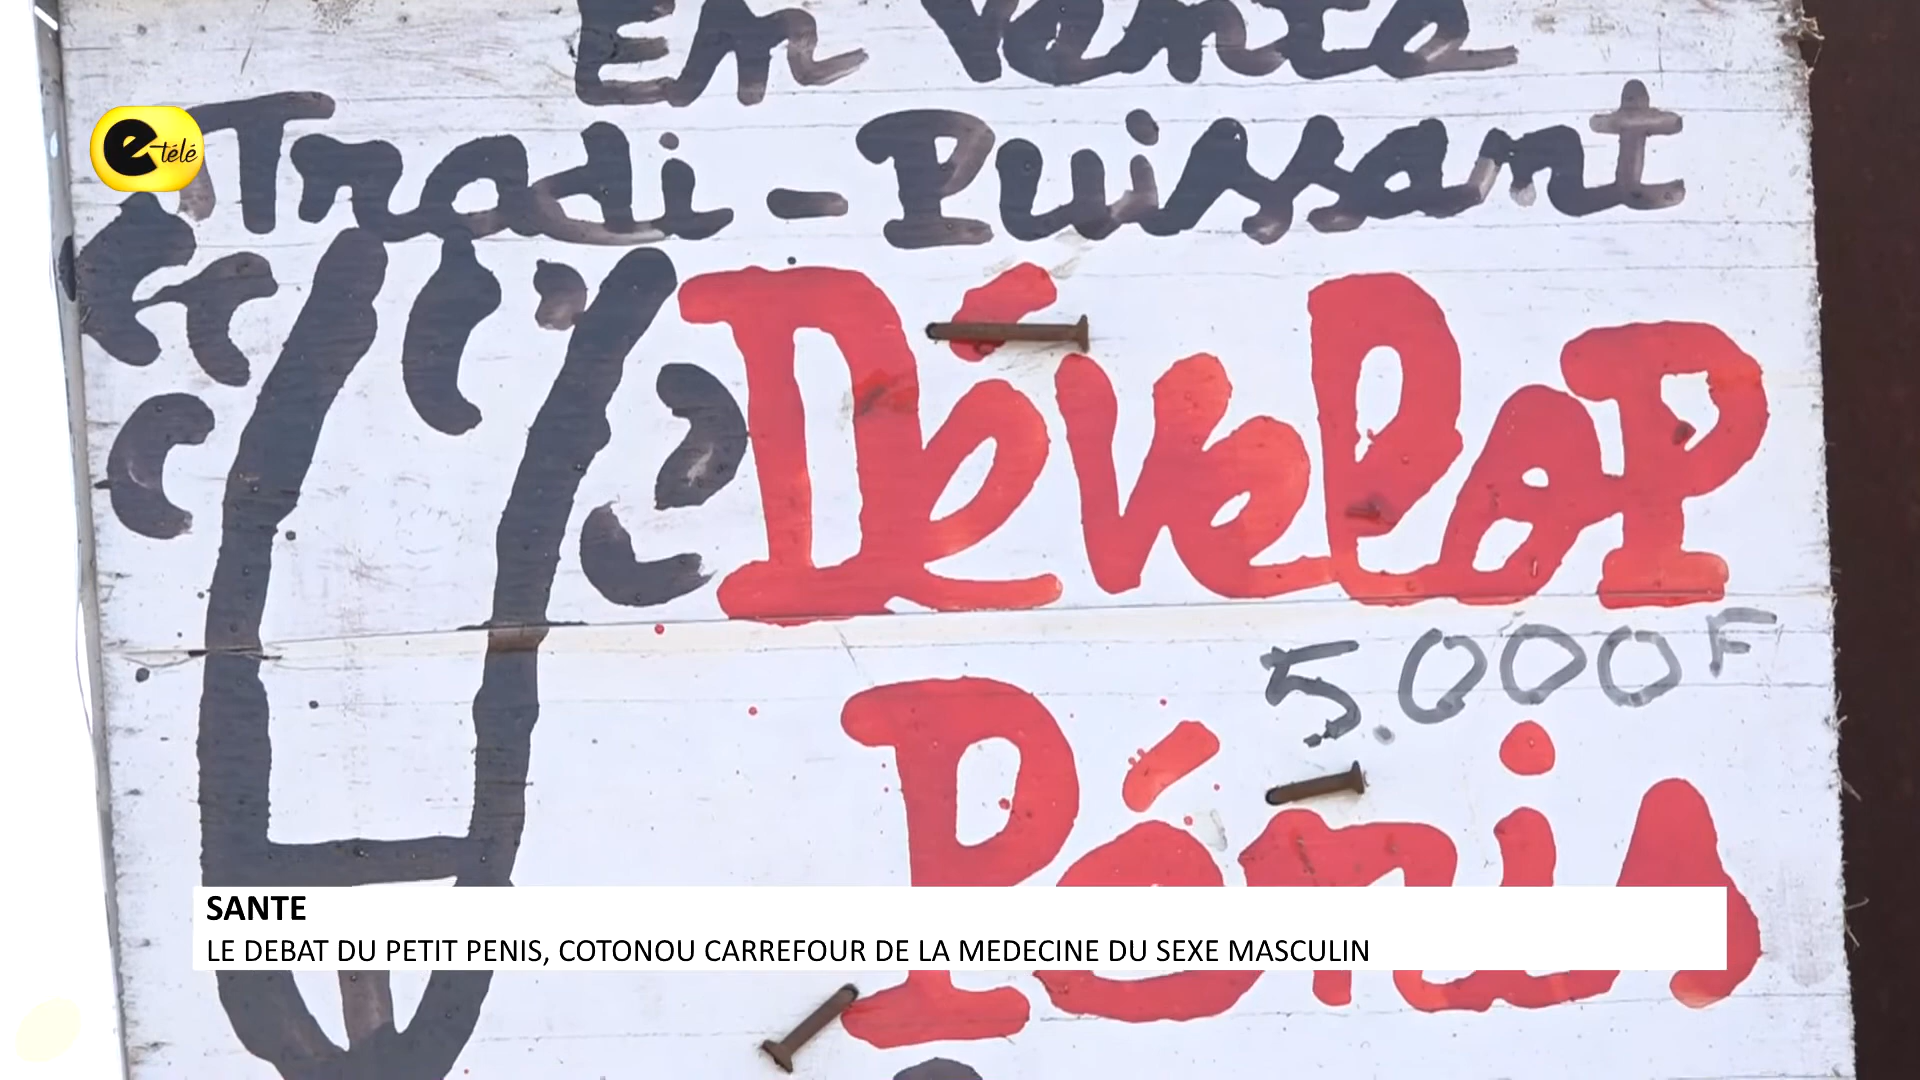 En Vente
e-télé
Tradi-Puissant
Dévelop
5.000F
Pénis
SANTE
LE DEBAT DU PETIT PENIS, COTONOU CARREFOUR DE LA MEDECINE DU SEXE MASCULIN